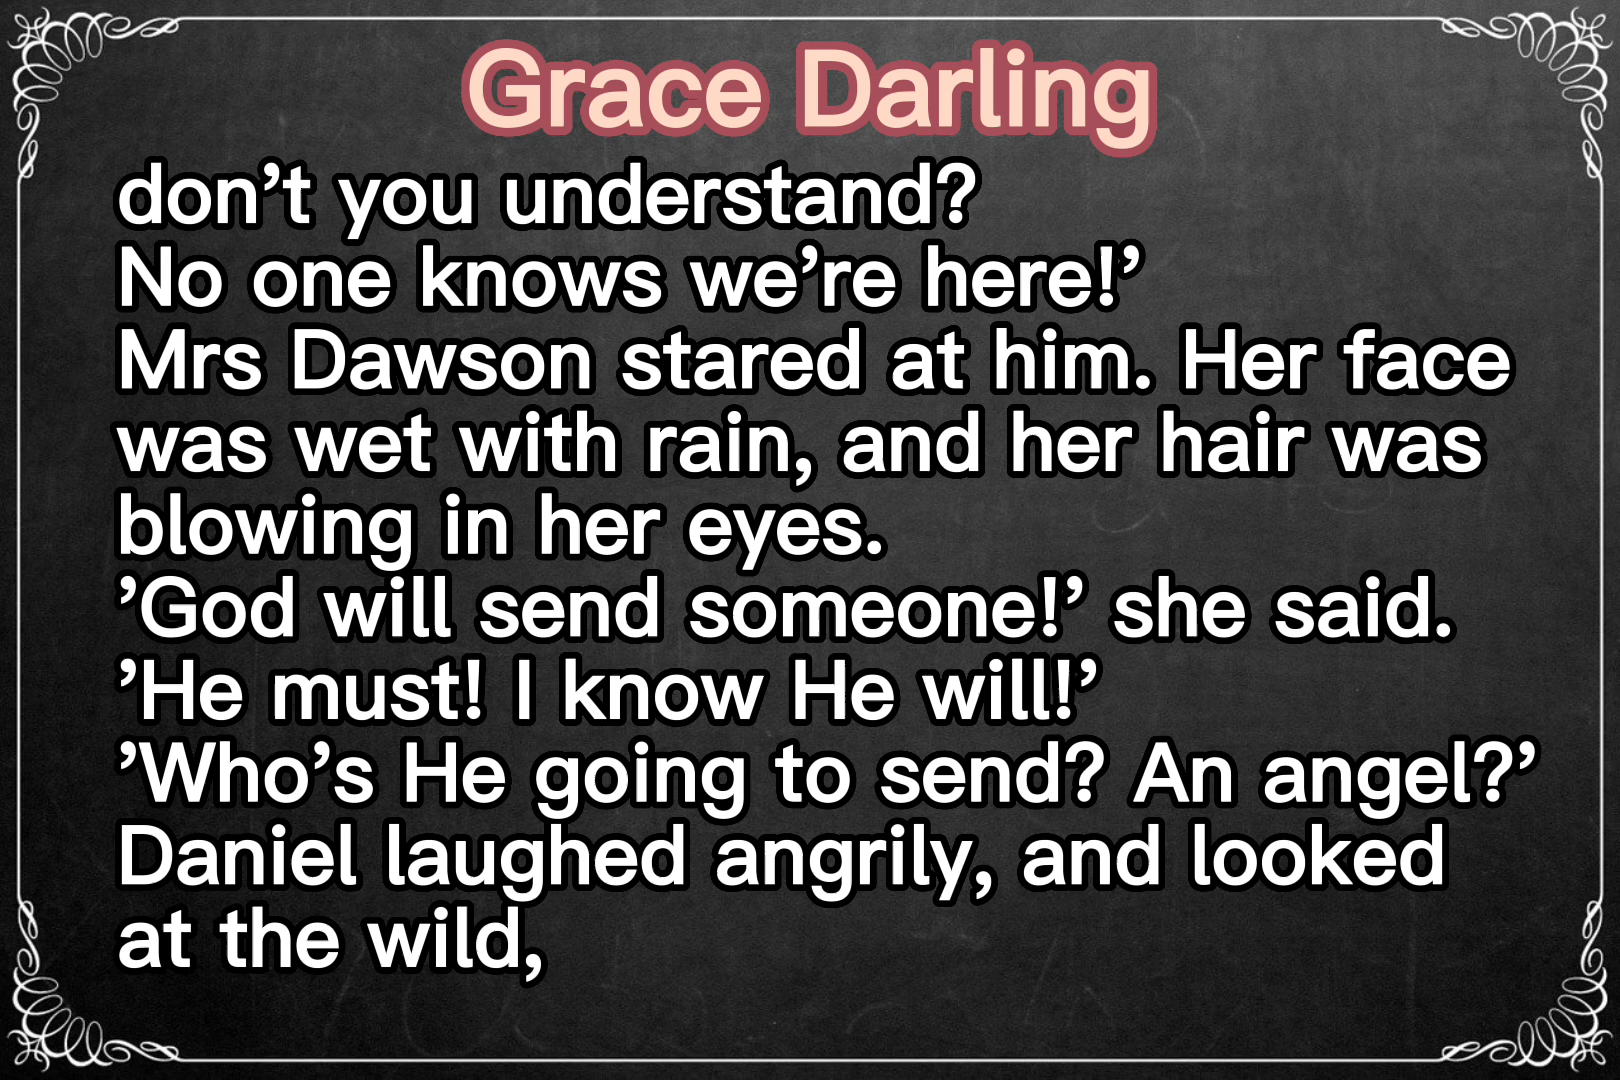 Grace Darling
don’t you understand?
No one knows we’re here!’
Mrs Dawson stared at him. Her face
was wet with rain, and her hair was
blowing in her eyes.
’God will send someone!’ she said.
’He must! I know He will!’
’Who’s He going to send? An angel?’
Daniel laughed angrily, and looked
at the wild,